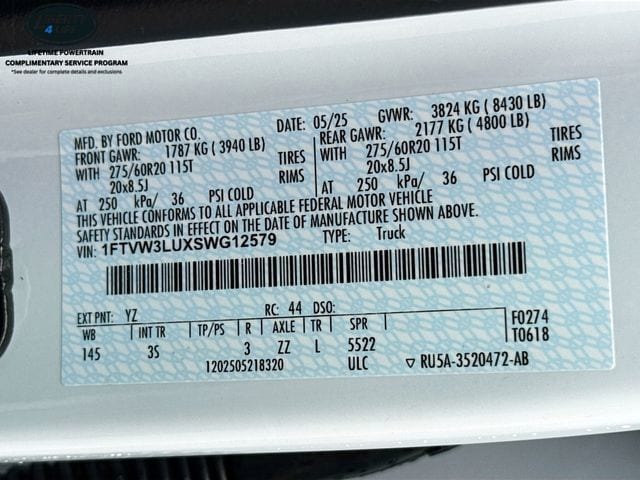 4 LIFE
LIFETIME POWERTRAIN
COMPLIMENTARY SERVICE PROGRAM
*See dealer for complete details and exclusions
MFD. BY FORD MOTOR CO.
DATE: 05/25
GVWR: 3824 KG ( 8430 LB)
FRONT GAWR: 1787 KG ( 3940 LB)
REAR GAWR: 2177 KG ( 4800 LB)
WITH 275/60R20 115T TIRES
WITH 275/60R20 115T TIRES
20x8.5J RIMS
20x8.5J RIMS
AT 250 kPa/ 36 PSI COLD
AT 250 kPa/ 36 PSI COLD
THIS VEHICLE CONFORMS TO ALL APPLICABLE FEDERAL MOTOR VEHICLE
SAFETY STANDARDS IN EFFECT ON THE DATE OF MANUFACTURE SHOWN ABOVE.
VIN: 1FTVW3LUXSWG12579
TYPE: Truck
EXT PNT: YZ RC: 44 DSO:
WB INT TR TP/PS R AXLE TR SPR
145 3S 3 ZZ L 5522
F0274
T0618
1202505218320 ULC ▽ RU5A-3520472-AB